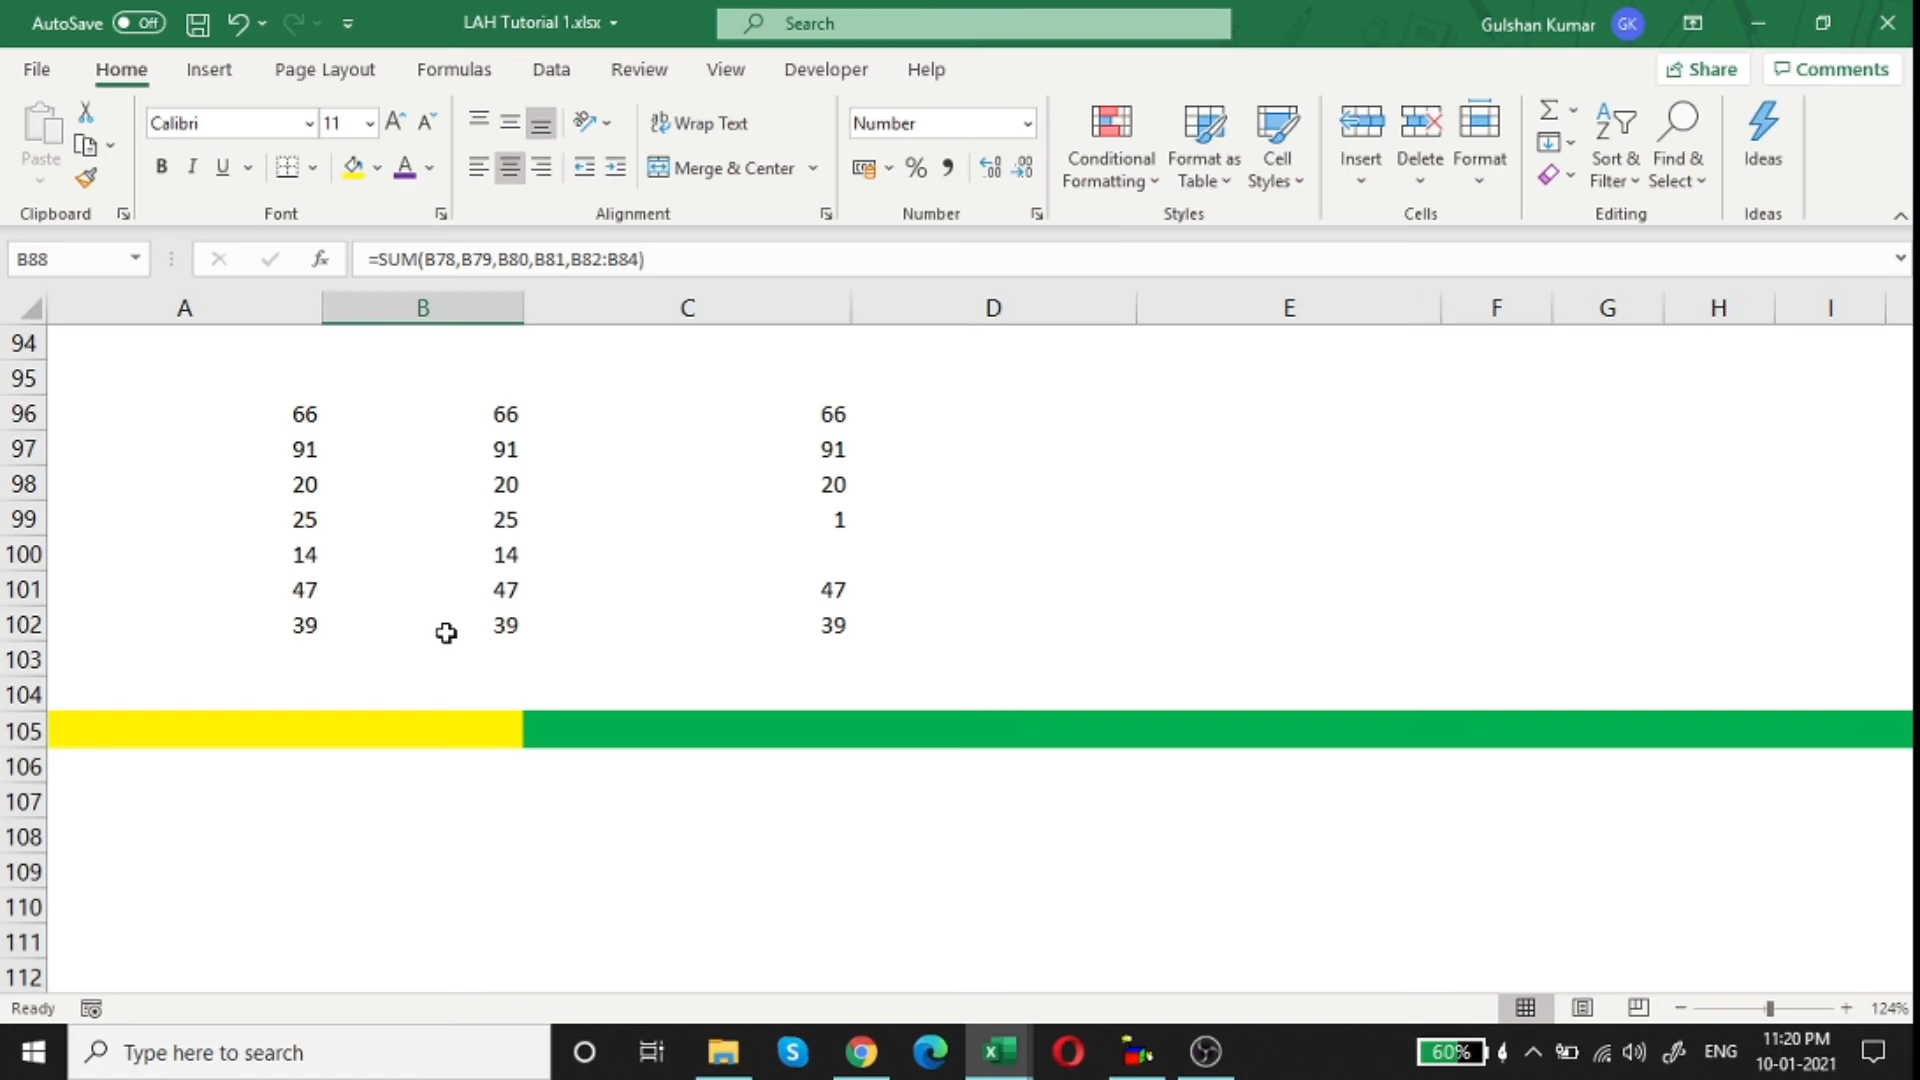 AutoSave Off LAH Tutorial 1.xlsx Search Gulshan Kumar GK
File Home Insert Page Layout Formulas Data Review View Developer Help Share Comments
Calibri 11 Wrap Text Number
Paste B I U Merge & Center % Conditional Formatting Format as Table Cell Styles Insert Delete Format Sort & Filter Find & Select Ideas
Clipboard Font Alignment Number Styles Cells Editing Ideas
B88 fx =SUM(B78,B79,B80,B81,B82:B84)
A B C D E F G H I
94
95
96 66 66 66
97 91 91 91
98 20 20 20
99 25 25 1
100 14 14
101 47 47 47
102 39 39 39
103
104
105
106
107
108
109
110
111
112
Ready 124%
Type here to search 60% ENG 11:20 PM
10-01-2021